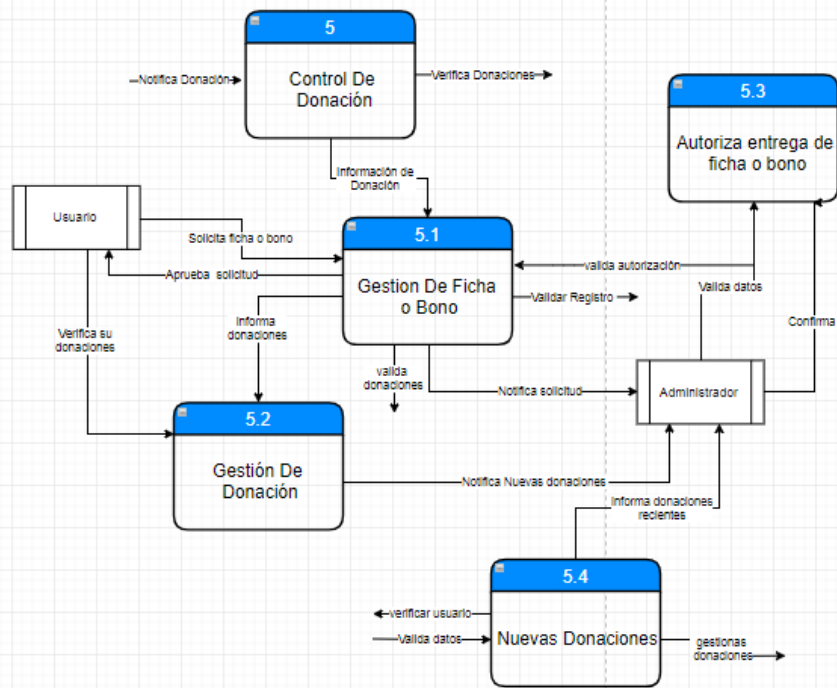 5
Control De
Donación
Notifica Donación
Verifica Donaciones
5.3
Autoriza entrega de
ficha o bono
Información de
Donación
Usuario
Solicita ficha o bono
Aprueba solicitud
5.1
Gestion De Ficha
o Bono
valida autorización
Validar Registro
Valida datos
Confirma
Verifica su
donaciones
Informa
donaciones
valida
donaciones
Notifica solicitud
Administrador
5.2
Gestión De
Donación
Notifica Nuevas donaciones
Informa donaciones
recientes
5.4
Nuevas Donaciones
verificar usuario
Valida datos
gestionas
donaciones